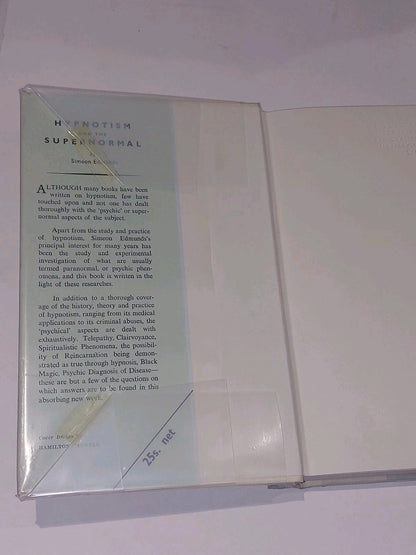 HYPNOTISM
AND THE
SUPERNORMAL
Simeon Edmunds
ALTHOUGH many books have been
written on hypnotism, few have
touched upon and not one has dealt
thoroughly with the 'psychic' or super-
normal aspects of the subject.
Apart from the study and practice
of hypnotism, Simeon Edmunds's
principal interest for many years has
been the study and experimental
investigation of what are usually
termed paranormal, or psychic phen-
omena, and this book is written in the
light of these researches.
In addition to a thorough cover-
age of the history, theory and practice
of hypnotism, ranging from its medical
applications to its criminal abuses, the
'psychical' aspects are dealt with
exhaustively. Telepathy, Clairvoyance,
Spiritualistic Phenomena, the possibil-
ity of Reincarnation being demon-
strated as true through hypnosis, Black
Magic, Psychic Diagnosis of Disease—
these are but a few of the questions on
which answers are to be found in this
absorbing new work.
Cover Design
HAMILTON
25s. net